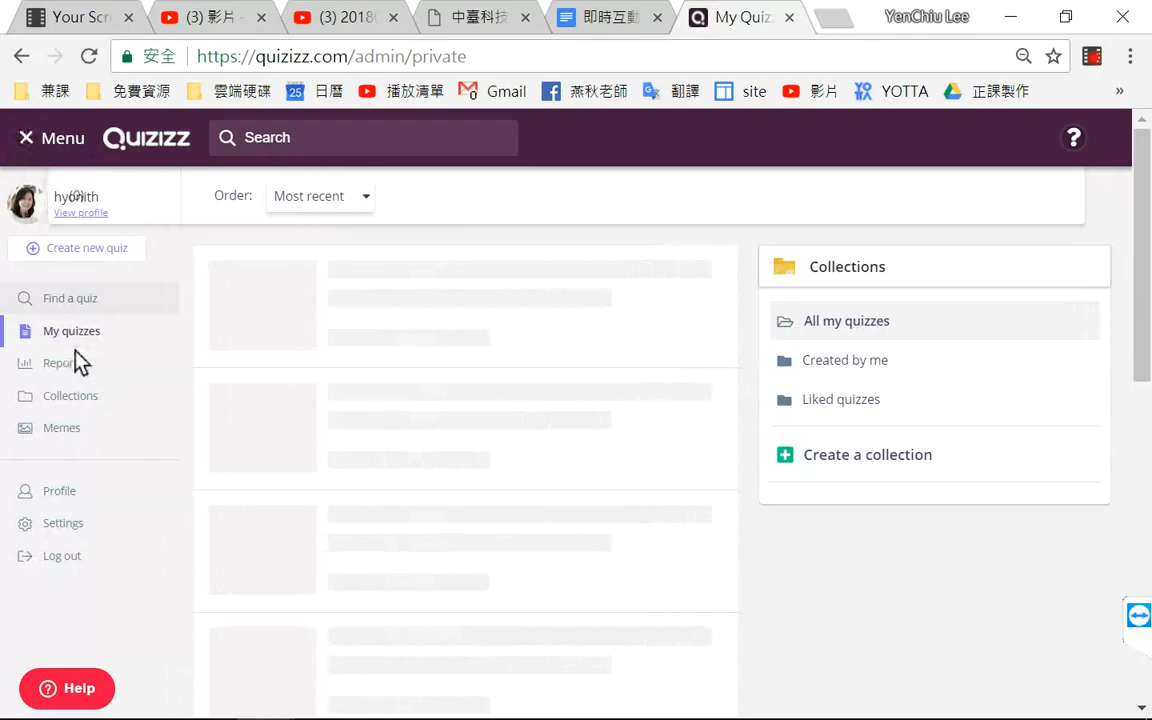 Your Scr
(3) 影片 -
(3) 2018
中臺科技
即時互動
My Quiz
YenChiu Lee
安全 https://quizizz.com/admin/private
兼課 免費資源 雲端硬碟 25 日曆 播放清單 Gmail 燕秋老師 翻譯 site 影片 YOTTA 正課製作 »
Menu QUIZIZZ Search ?
hyonith
View profile
Order: Most recent
Create new quiz
Find a quiz
My quizzes
Repor
Collections
Memes
Profile
Settings
Log out
Help
Collections
All my quizzes
Created by me
Liked quizzes
Create a collection